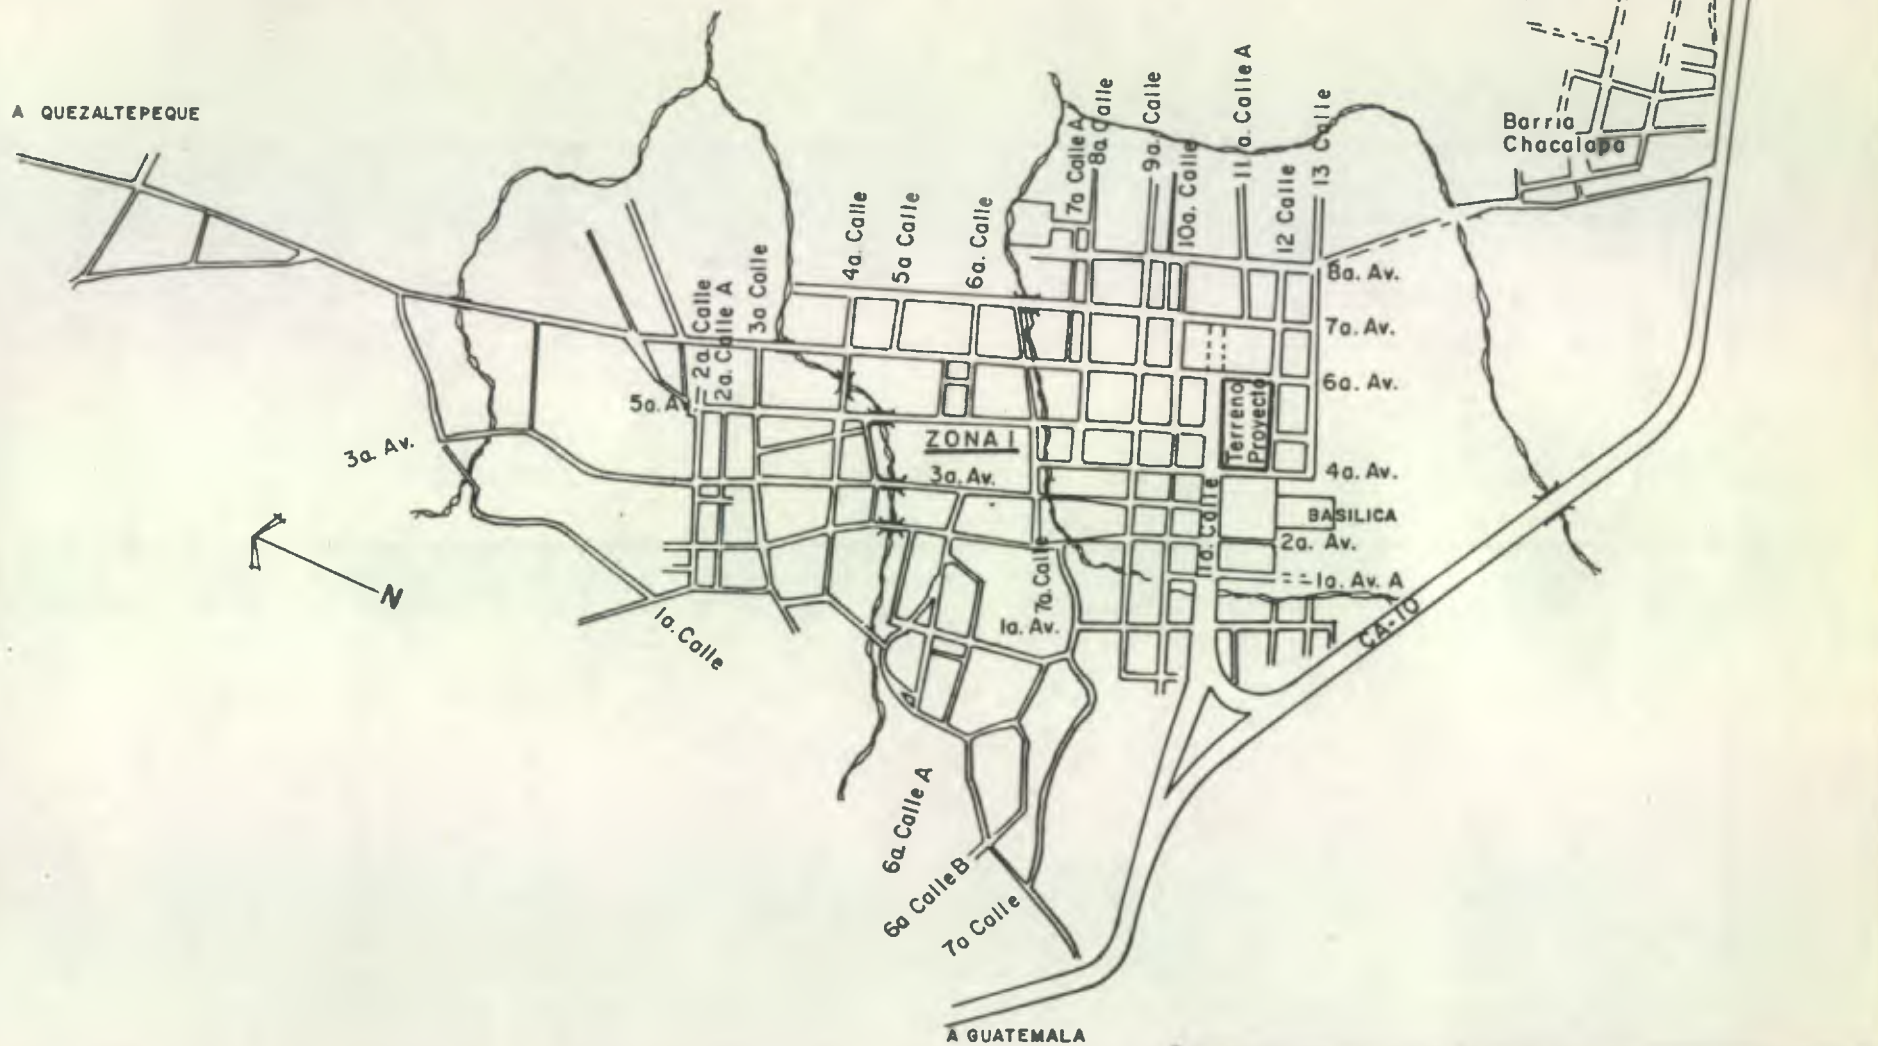 A QUEZALTEPEQUE
Barrio
Chacalapa
4a. Calle
5a Calle
6a. Calle
7a Calle A
8a Calle
9a. Calle
10a. Calle
11 a. Calle A
12 Calle
13 Calle
2a. Calle
2a. Calle A
3a Calle
8a. Av.
7a. Av.
6a. Av.
5a. Av.
Terreno
Proyecto
ZONA I
3a. Av.
3a. Av.
4a. Av.
BASILICA
11a. Calle
2a. Av.
1a. Av. A
N
1a. Calle
7a. Calle
1a. Av.
CA-10
6a. Calle A
6a Calle B
7a Calle
A GUATEMALA